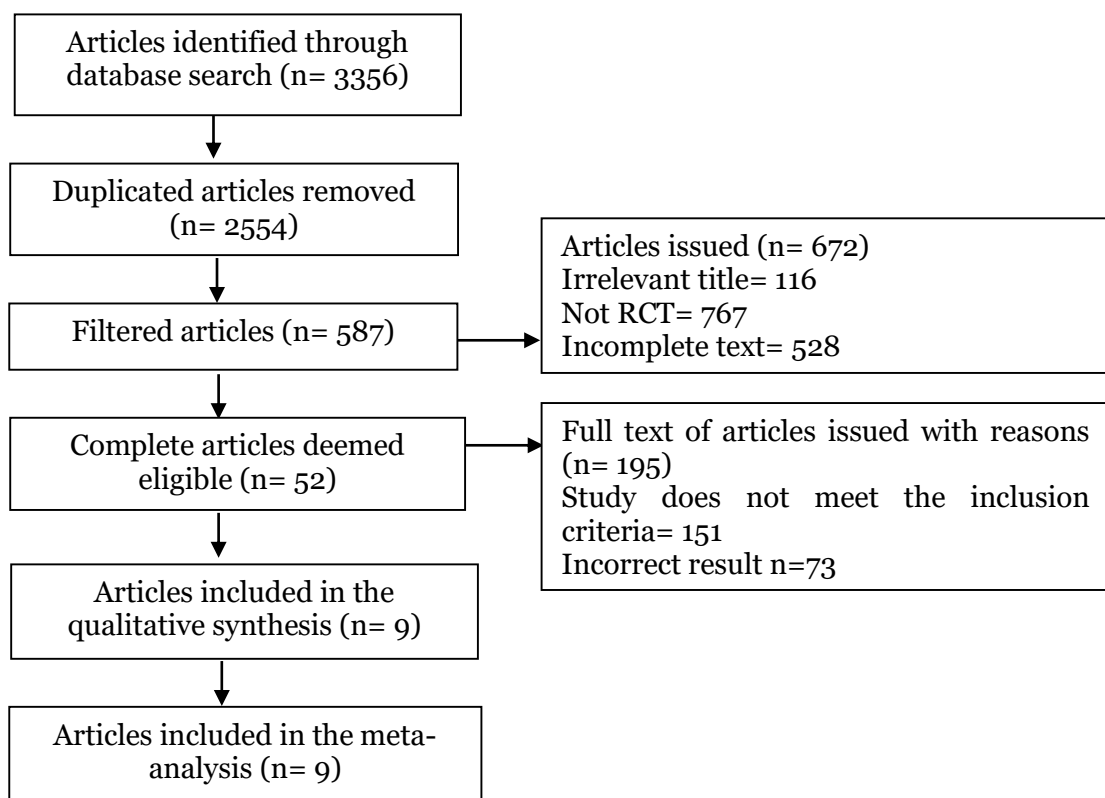 Articles identified through
database search (n= 3356)
Duplicated articles removed
(n= 2554)
Filtered articles (n= 587)
Articles issued (n= 672)
Irrelevant title= 116
Not RCT= 767
Incomplete text= 528
Complete articles deemed
eligible (n= 52)
Full text of articles issued with reasons
(n= 195)
Study does not meet the inclusion
criteria= 151
Incorrect result n=73
Articles included in the
qualitative synthesis (n= 9)
Articles included in the meta-
analysis (n= 9)